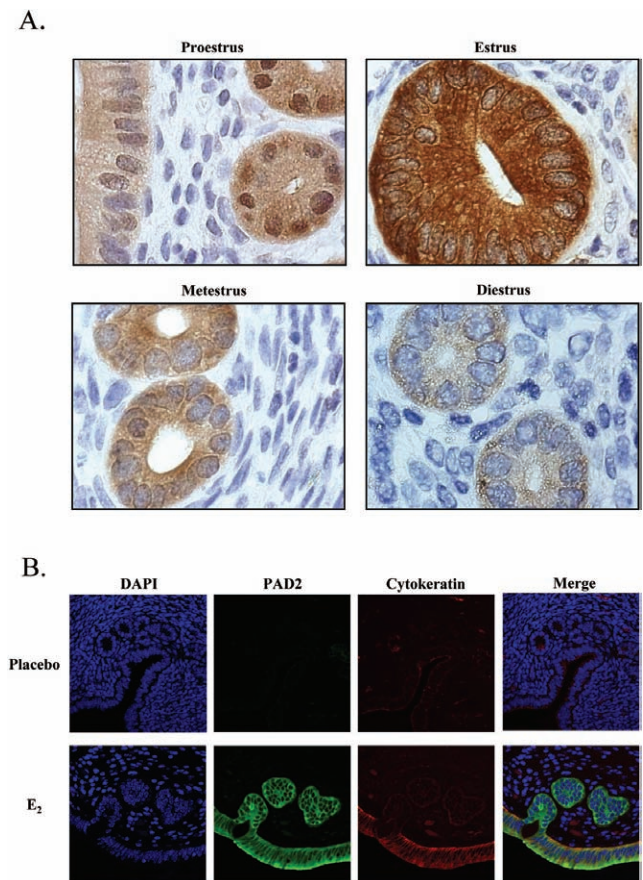 A.
Proestrus Estrus
Metestrus Diestrus
B.
DAPI PAD2 Cytokeratin Merge
Placebo
E₂